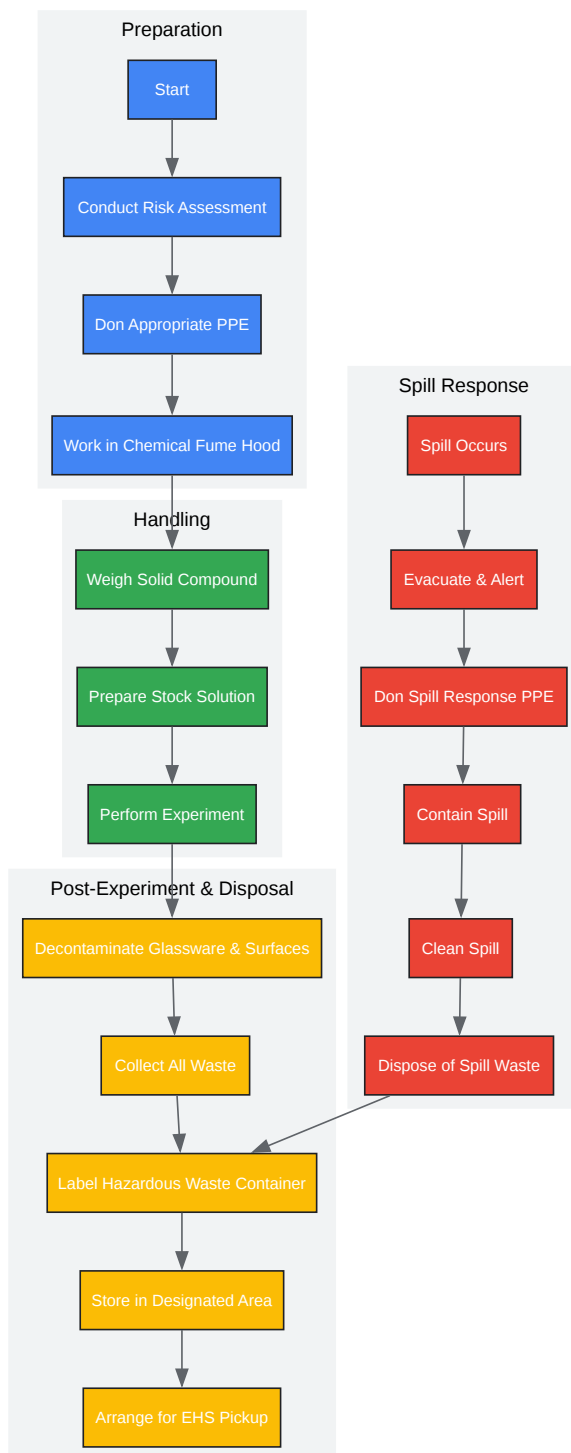 Preparation
Start
Conduct Risk Assessment
Don Appropriate PPE
Work in Chemical Fume Hood
Handling
Weigh Solid Compound
Prepare Stock Solution
Perform Experiment
Post-Experiment & Disposal
Decontaminate Glassware & Surfaces
Collect All Waste
Label Hazardous Waste Container
Store in Designated Area
Arrange for EHS Pickup
Spill Response
Spill Occurs
Evacuate & Alert
Don Spill Response PPE
Contain Spill
Clean Spill
Dispose of Spill Waste